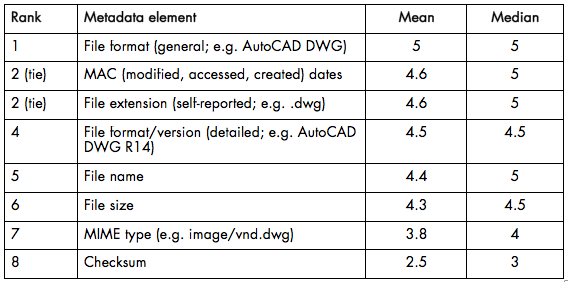 Rank Metadata element Mean Median
1 File format (general; e.g. AutoCAD DWG) 5 5
2 (tie) MAC (modified, accessed, created) dates 4.6 5
2 (tie) File extension (self-reported; e.g. .dwg) 4.6 5
4 File format/version (detailed; e.g. AutoCAD 4.5 4.5
DWG R14)
5 File name 4.4 5
6 File size 4.3 4.5
7 MIME type (e.g. image/vnd.dwg) 3.8 4
8 Checksum 2.5 3